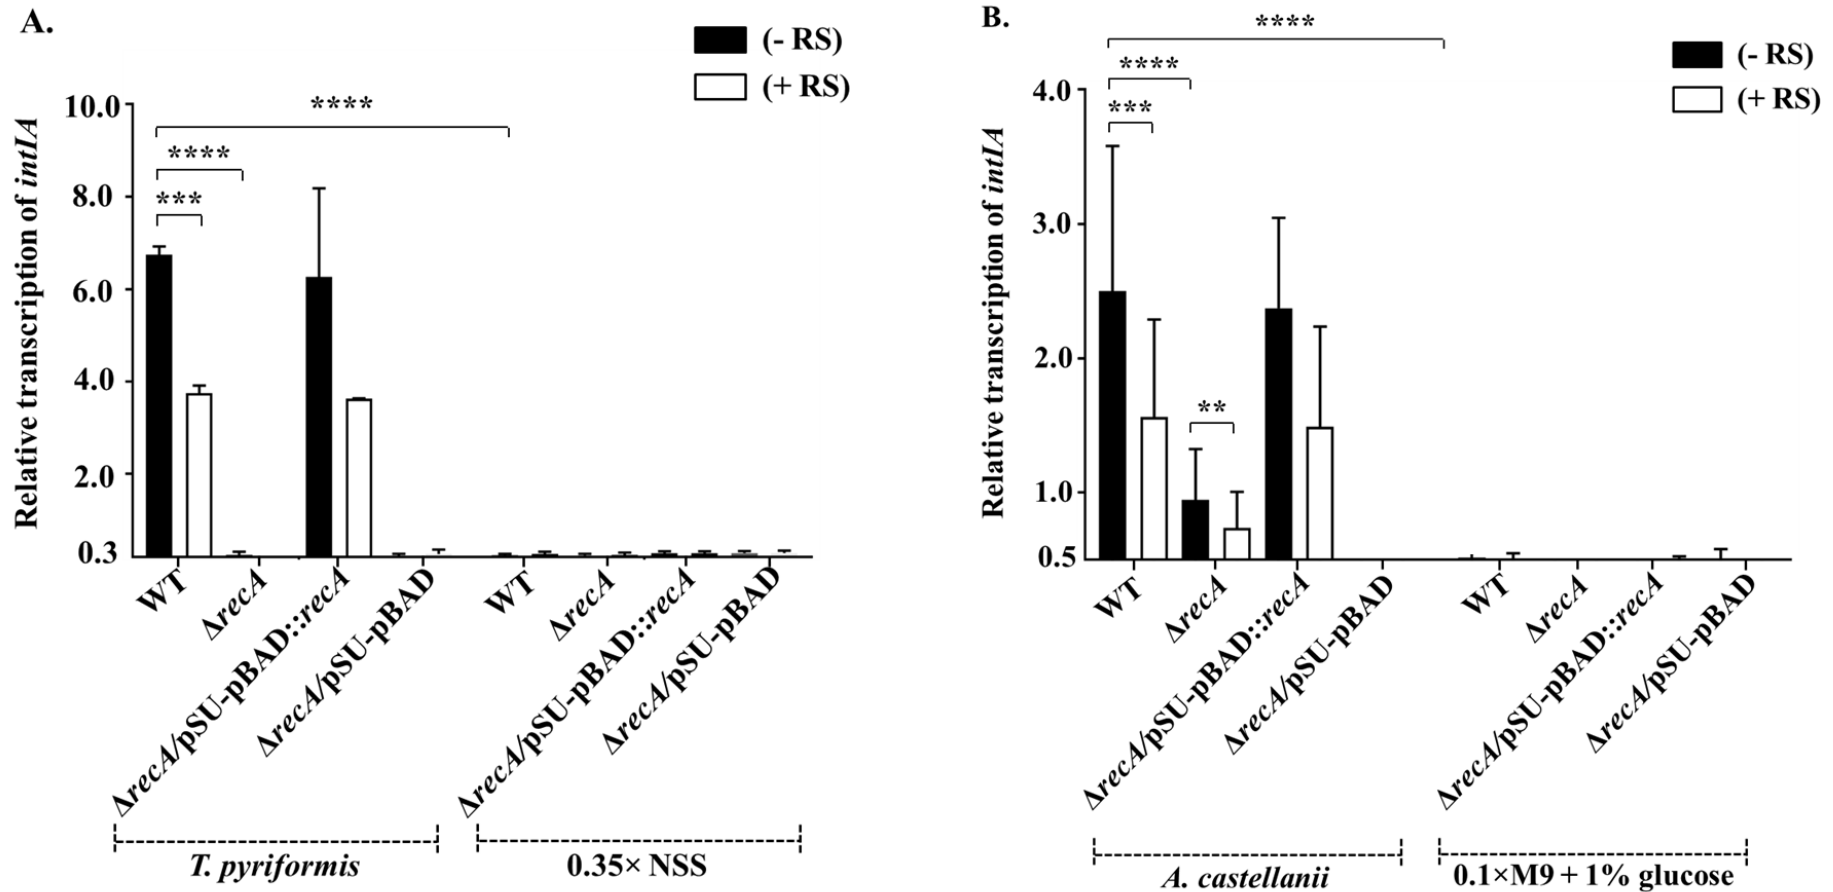 A.
(- RS)
(+ RS)
Relative transcription of intIA
10.0
8.0
6.0
4.0
2.0
0.3
****
****
***
WT
ΔrecA
ΔrecA/pSU-pBAD::recA
ΔrecA/pSU-pBAD
WT
ΔrecA
ΔrecA/pSU-pBAD::recA
ΔrecA/pSU-pBAD
T. pyriformis
0.35× NSS
B.
(- RS)
(+ RS)
Relative transcription of intIA
4.0
3.0
2.0
1.0
0.5
****
****
***
**
WT
ΔrecA
ΔrecA/pSU-pBAD::recA
ΔrecA/pSU-pBAD
WT
ΔrecA
ΔrecA/pSU-pBAD::recA
ΔrecA/pSU-pBAD
A. castellanii
0.1×M9 + 1% glucose